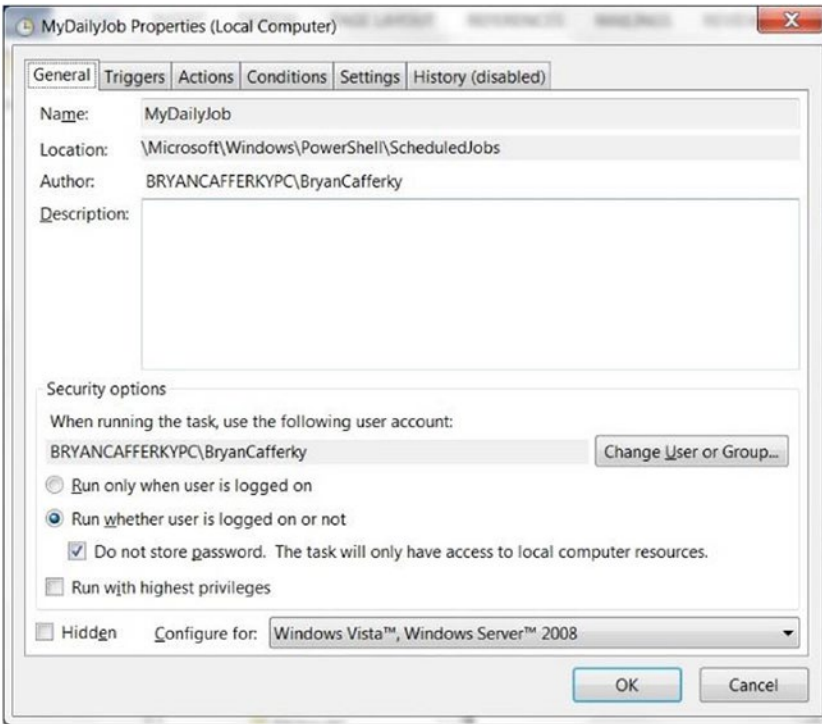 PAGE LAYOUT REFERENCES MAILINGS
MyDailyJob Properties (Local Computer)
General Triggers Actions Conditions Settings History (disabled)
Name: MyDailyJob
Location: \Microsoft\Windows\PowerShell\ScheduledJobs
Author: BRYANCAFFERKYPC\BryanCafferky
Description:
Security options
When running the task, use the following user account:
BRYANCAFFERKYPC\BryanCafferky Change User or Group...
Run only when user is logged on
Run whether user is logged on or not
Do not store password. The task will only have access to local computer resources.
Run with highest privileges
Hidden Configure for: Windows Vista™, Windows Server™ 2008
OK Cancel